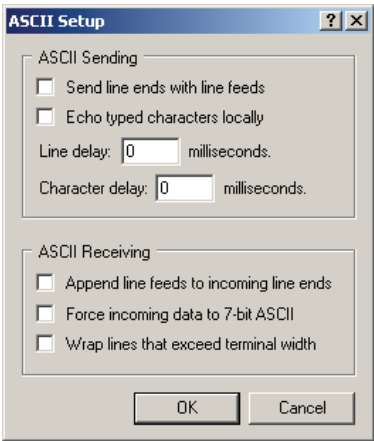 ASCII Setup
ASCII Sending
Send line ends with line feeds
Echo typed characters locally
Line delay: 0 milliseconds.
Character delay: 0 milliseconds.
ASCII Receiving
Append line feeds to incoming line ends
Force incoming data to 7-bit ASCII
Wrap lines that exceed terminal width
OK Cancel